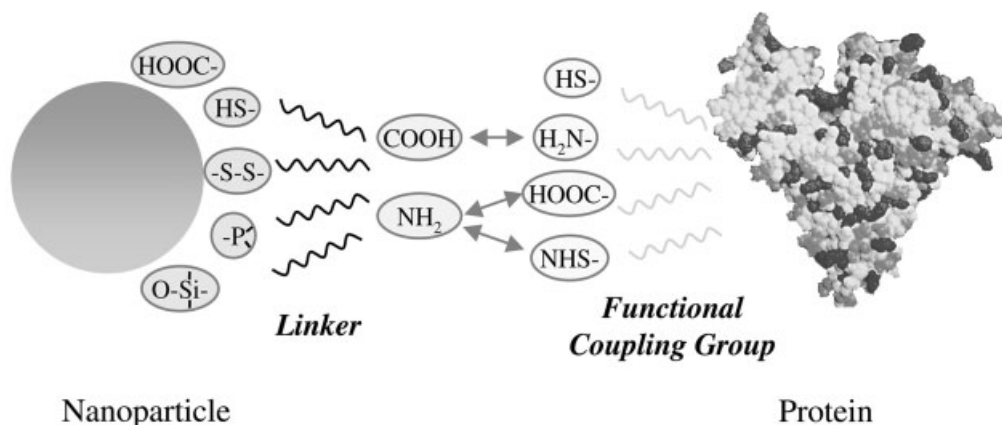 HOOC-
HS-
-S-S-
-P
O-Si-
Linker
COOH
NH₂
HS-
H₂N-
HOOC-
NHS-
Functional
Coupling Group
Nanoparticle
Protein